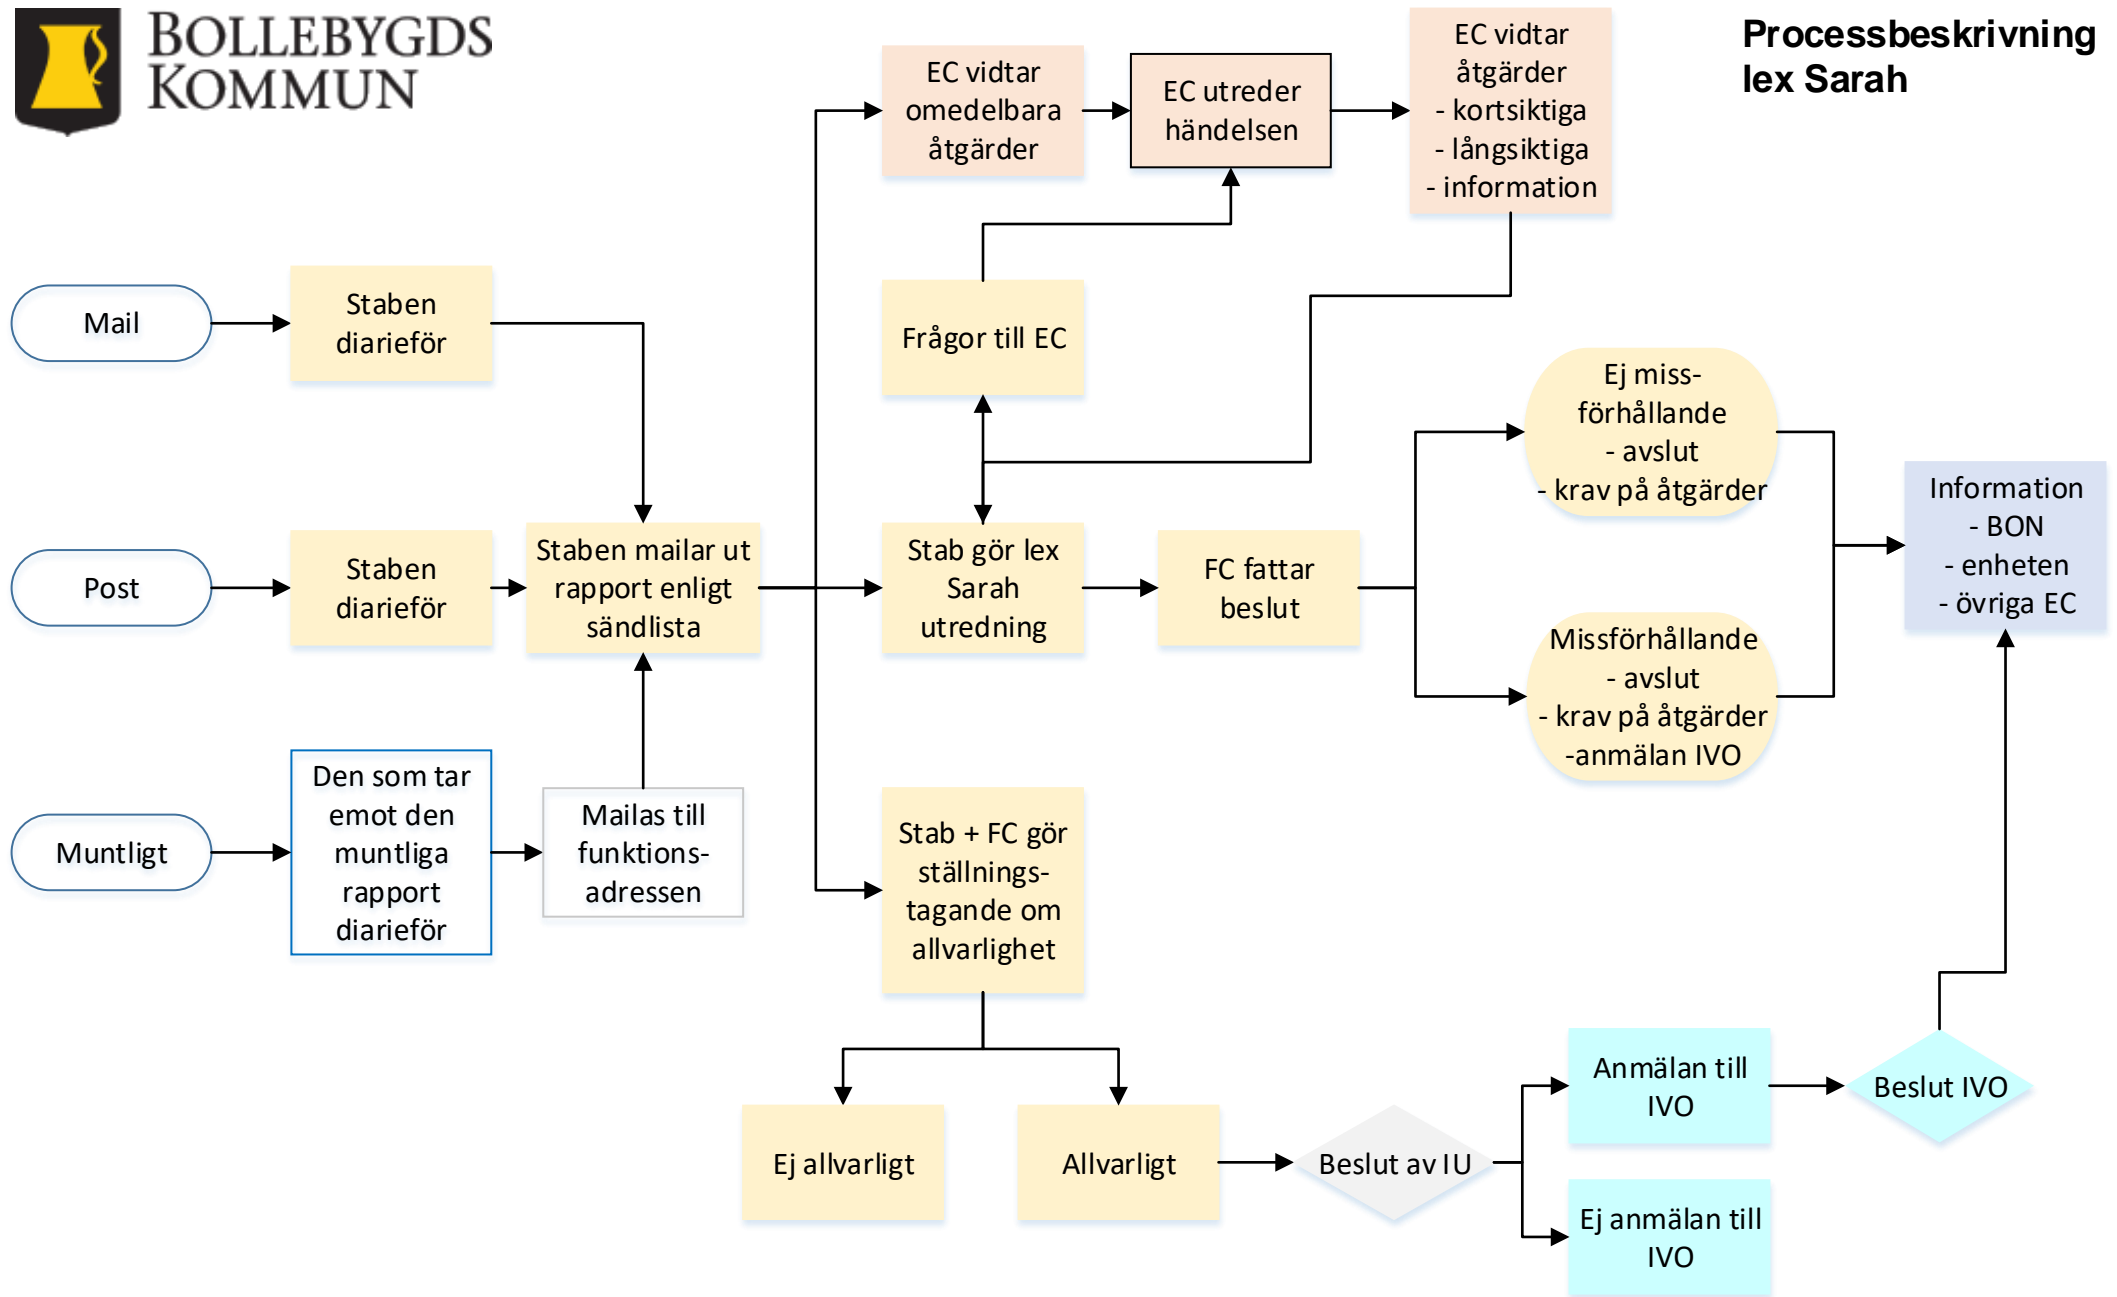 BOLLEBYGDS
KOMMUN
Processbeskrivning
lex Sarah
EC vidtar
omedelbara
åtgärder
EC utreder
händelsen
EC vidtar
åtgärder
- kortsiktiga
- långsiktiga
- information
Mail
Staben
diarieför
Frågor till EC
Ej miss-
förhållande
- avslut
- krav på åtgärder
Post
Staben
diarieför
Staben mailar ut
rapport enligt
sändlista
Stab gör lex
Sarah
utredning
FC fattar
beslut
Information
- BON
- enheten
- övriga EC
Missförhållande
- avslut
- krav på åtgärder
-anmälan IVO
Muntligt
Den som tar
emot den
muntliga
rapport
diarieför
Mailas till
funktions-
adressen
Stab + FC gör
ställnings-
tagande om
allvarlighet
Ej allvarligt
Allvarligt
Beslut av IU
Anmälan till
IVO
Beslut IVO
Ej anmälan till
IVO